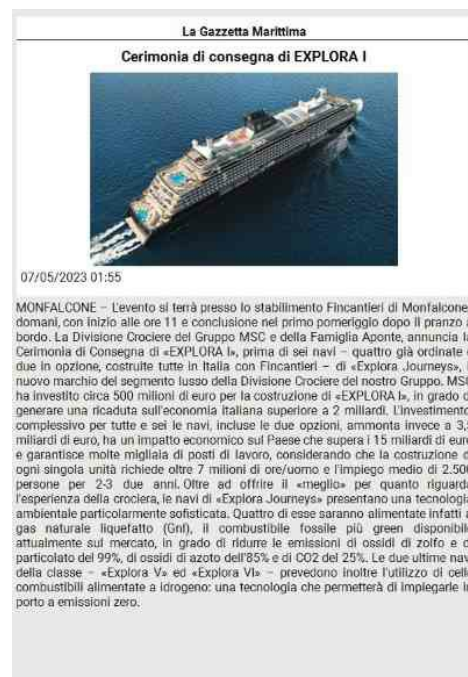 La Gazzetta Marittima
Cerimonia di consegna di EXPLORA I
07/05/2023 01:55
MONFALCONE – L'evento si terrà presso lo stabilimento Fincantieri di Monfalcone,
domani, con inizio alle ore 11 e conclusione nel primo pomeriggio dopo il pranzo
bordo. La Divisione Crociere del Gruppo MSC e della Famiglia Aponte, annuncia la
Cerimonia di Consegna di «EXPLORA I», prima di sei navi – quattro già ordinate e
due in opzione, costruite tutte in Italia con Fincantieri – di «Explora Journeys»,
nuovo marchio del segmento lusso della Divisione Crociere del nostro Gruppo. MSC
ha investito circa 500 milioni di euro per la costruzione di «EXPLORA I», in grado di
generare una ricaduta sull'economia italiana superiore a 2 miliardi. L'investimento
complessivo per tutte e sei le navi, incluse le due opzioni, ammonta invece a 3,5
miliardi di euro, ha un impatto economico sul Paese che supera i 15 miliardi di euro
e garantisce molte migliaia di posti di lavoro, considerando che la costruzione di
ogni singola unità richiede oltre 7 milioni di ore/uomo e l'impiego medio di 2.500
persone per 2-3 due anni. Oltre ad offrire il «meglio» per quanto riguarda
l'esperienza della crociera, le navi di «Explora Journeys» presentano una tecnologia
ambientale particolarmente sofisticata. Quattro di esse saranno alimentate infatti a
gas naturale liquefatto (Gnl), il combustibile fossile più green disponibile
attualmente sul mercato, in grado di ridurre le emissioni di ossidi di zolfo e di
particolato del 99%, di ossidi di azoto dell'85% e di CO2 del 25%. Le due ultime navi
della classe – «Explora V» ed «Explora VI» – prevedono inoltre l'utilizzo di celle
combustibili alimentate a idrogeno: una tecnologia che permetterà di impiegarle in
porto a emissioni zero.